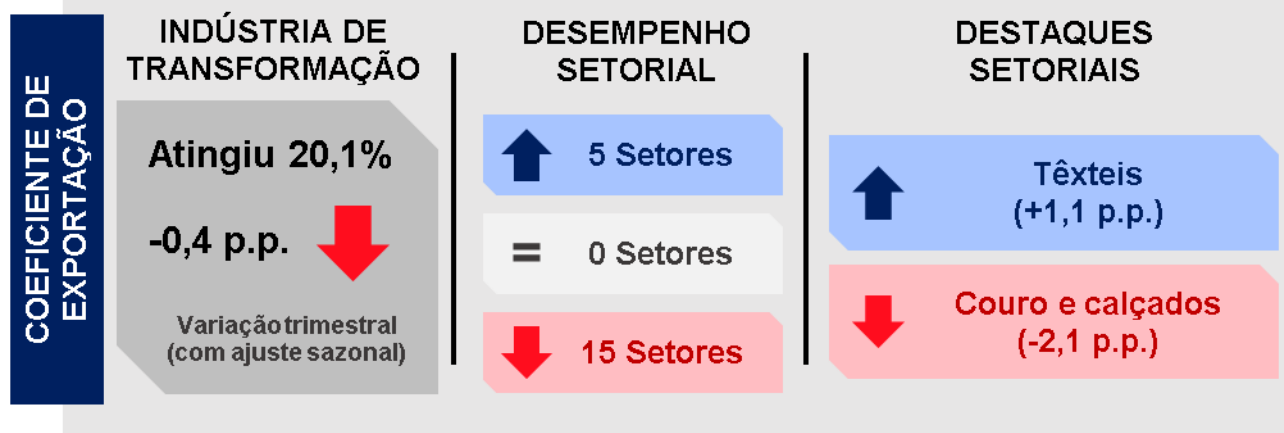 COEFICIENTE DE
EXPORTAÇÃO
INDÚSTRIA DE
TRANSFORMAÇÃO
Atingiu 20,1%
-0,4 p.p.
Variação trimestral
(com ajuste sazonal)
DESEMPENHO
SETORIAL
5 Setores
= 0 Setores
15 Setores
DESTAQUES
SETORIAIS
Têxteis
(+1,1 p.p.)
Couro e calçados
(-2,1 p.p.)